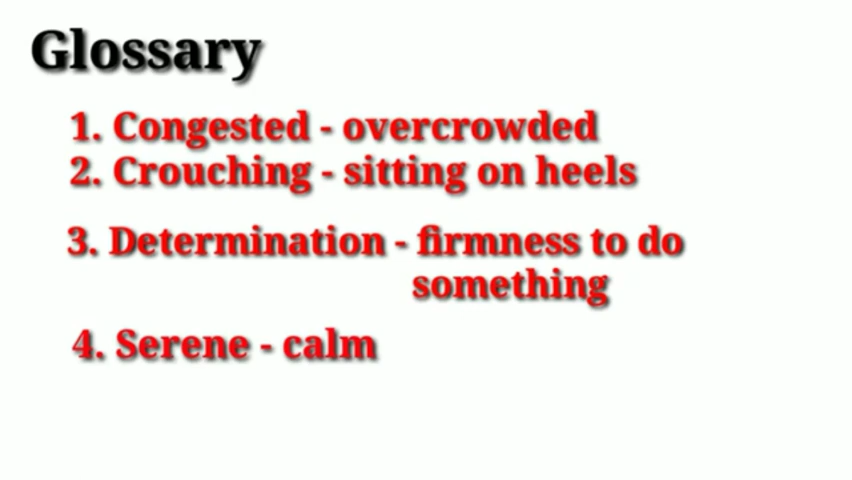 Glossary
1. Congested - overcrowded
2. Crouching - sitting on heels
3. Determination - firmness to do
something
4. Serene - calm